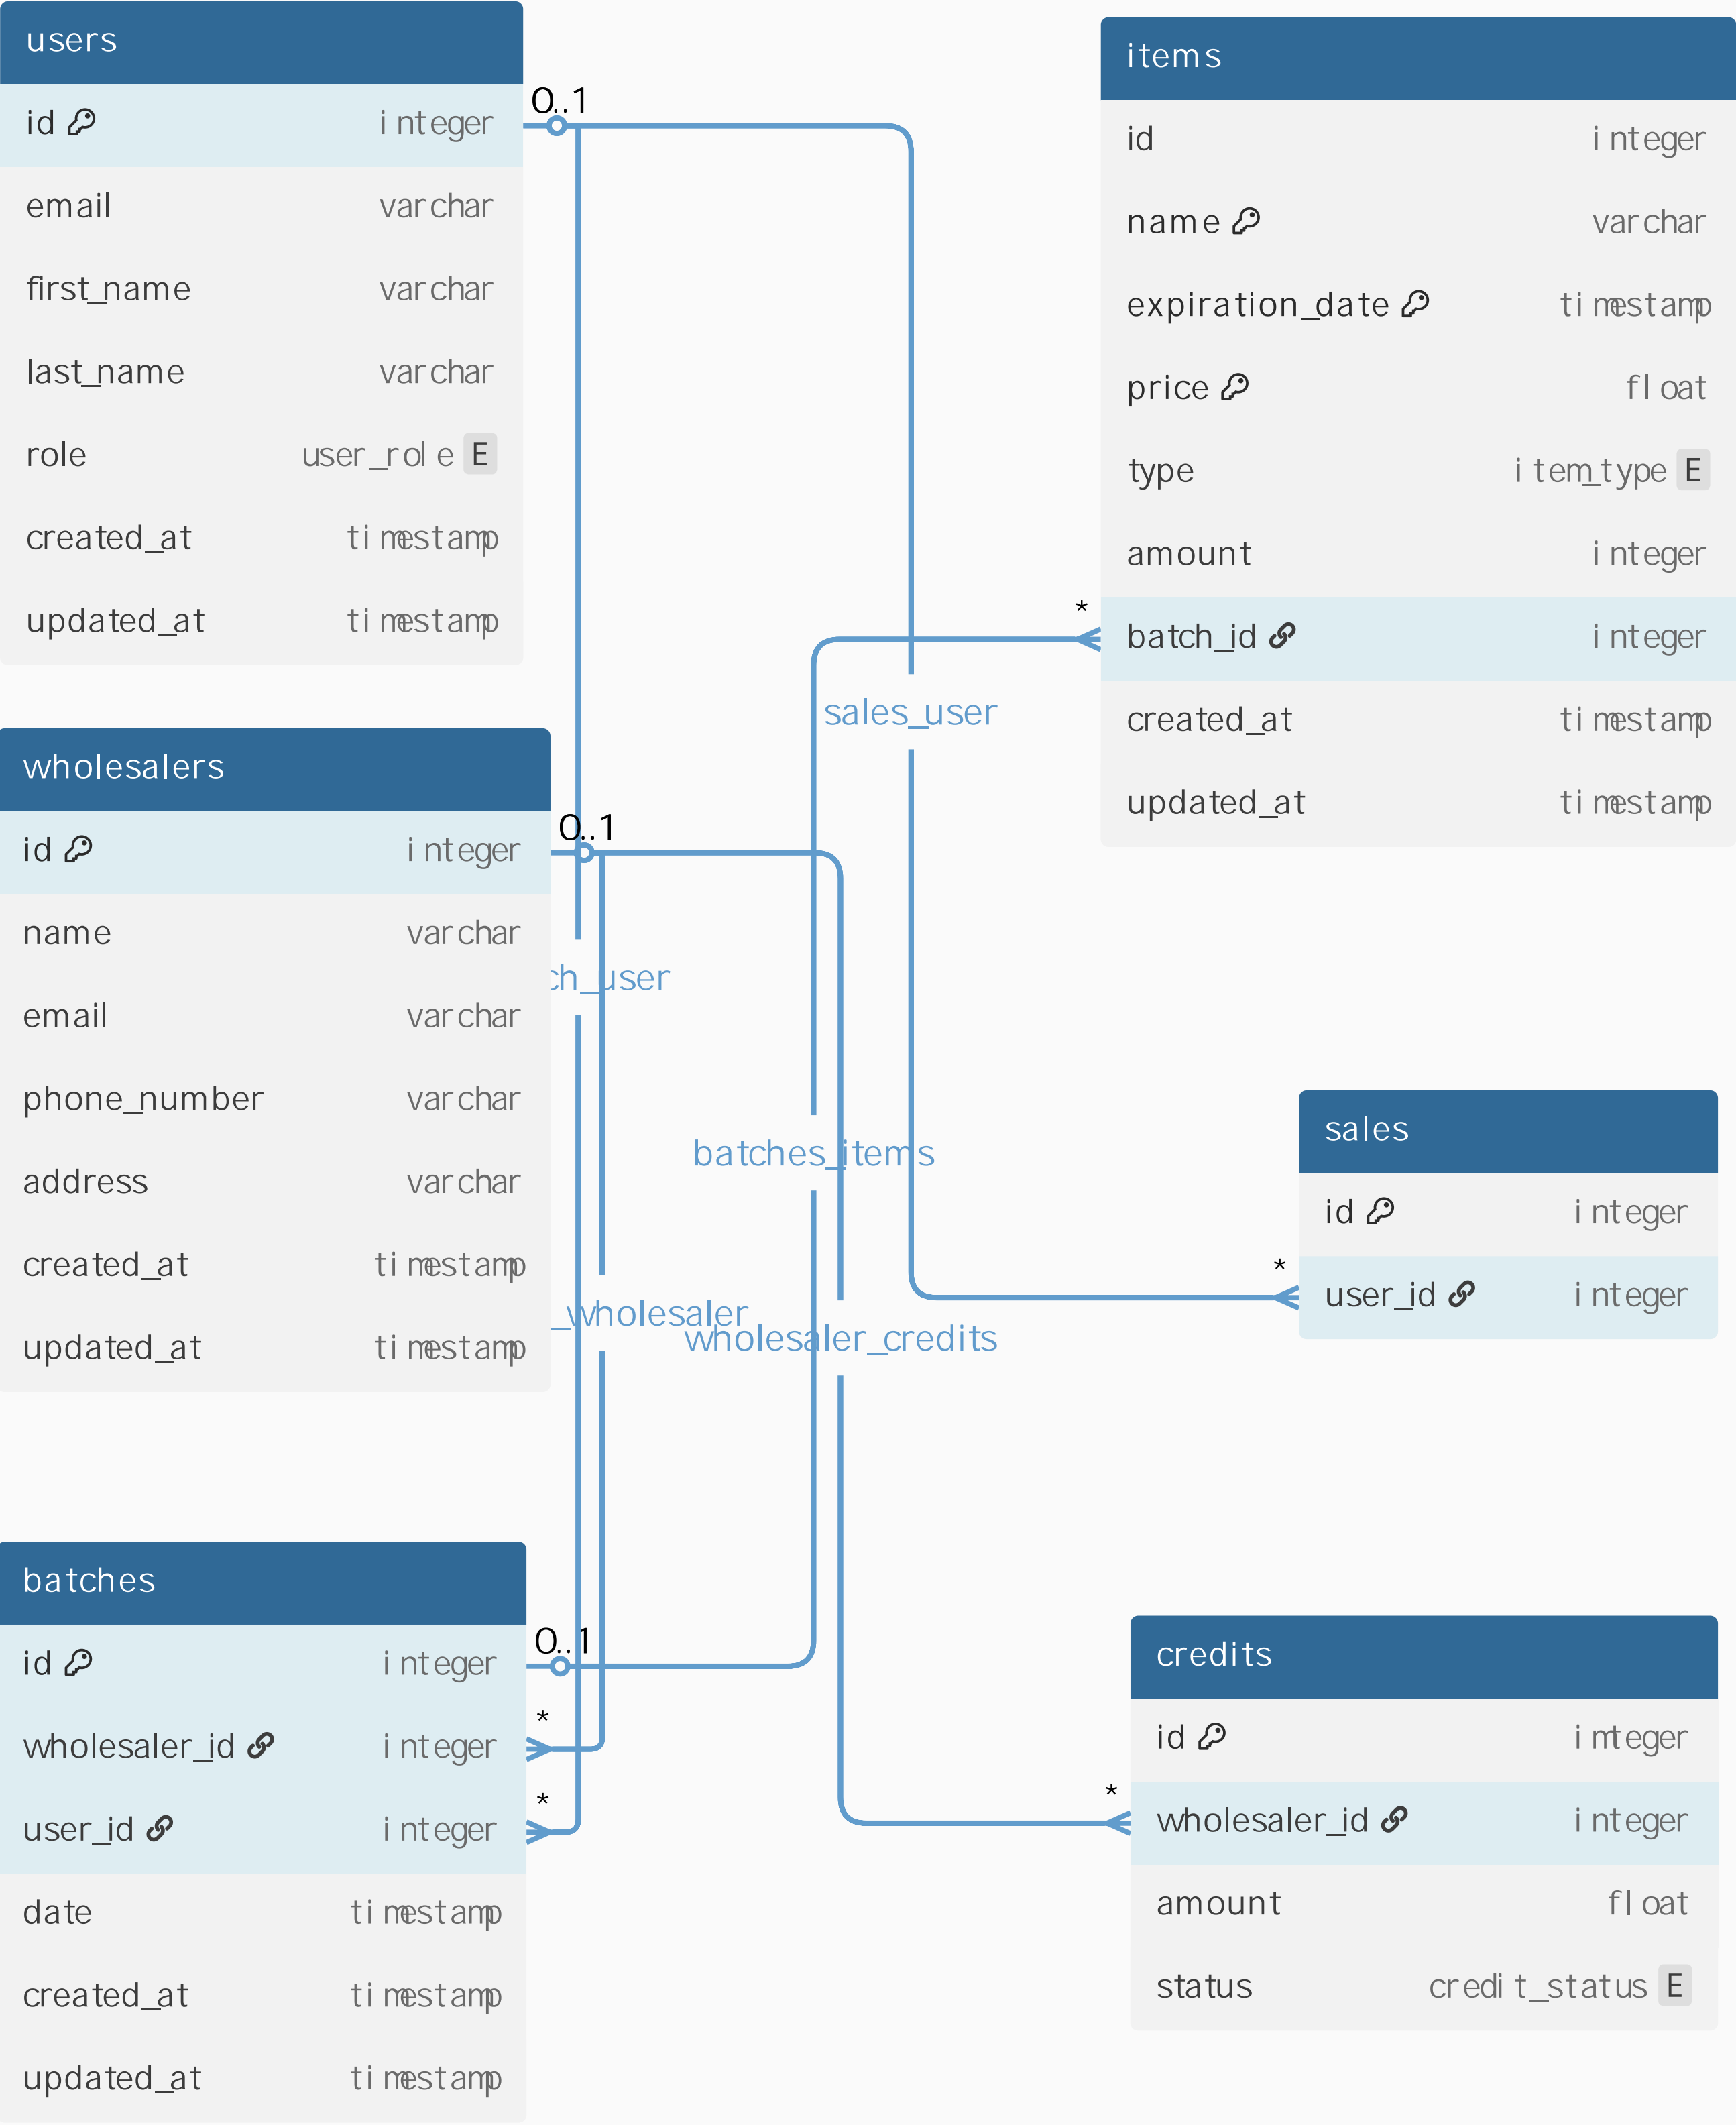 users
id integer
email varchar
first_name varchar
last_name varchar
role user_role E
created_at timestamp
updated_at timestamp
0..1
items
id integer
name varchar
expiration_date timestamp
price float
type item_type E
amount integer
* batch_id integer
created_at timestamp
updated_at timestamp
sales_user
wholesalers
id integer
name varchar
email varchar
phone_number varchar
address varchar
created_at timestamp
updated_at timestamp
0..1
ch_user
batches_items
_wholesaler
wholesaler_credits
sales
id integer
* user_id integer
batches
id integer
0..1
wholesaler_id integer
*
user_id integer
*
date timestamp
created_at timestamp
updated_at timestamp
credits
id integer
* wholesaler_id integer
amount float
status credit_status E